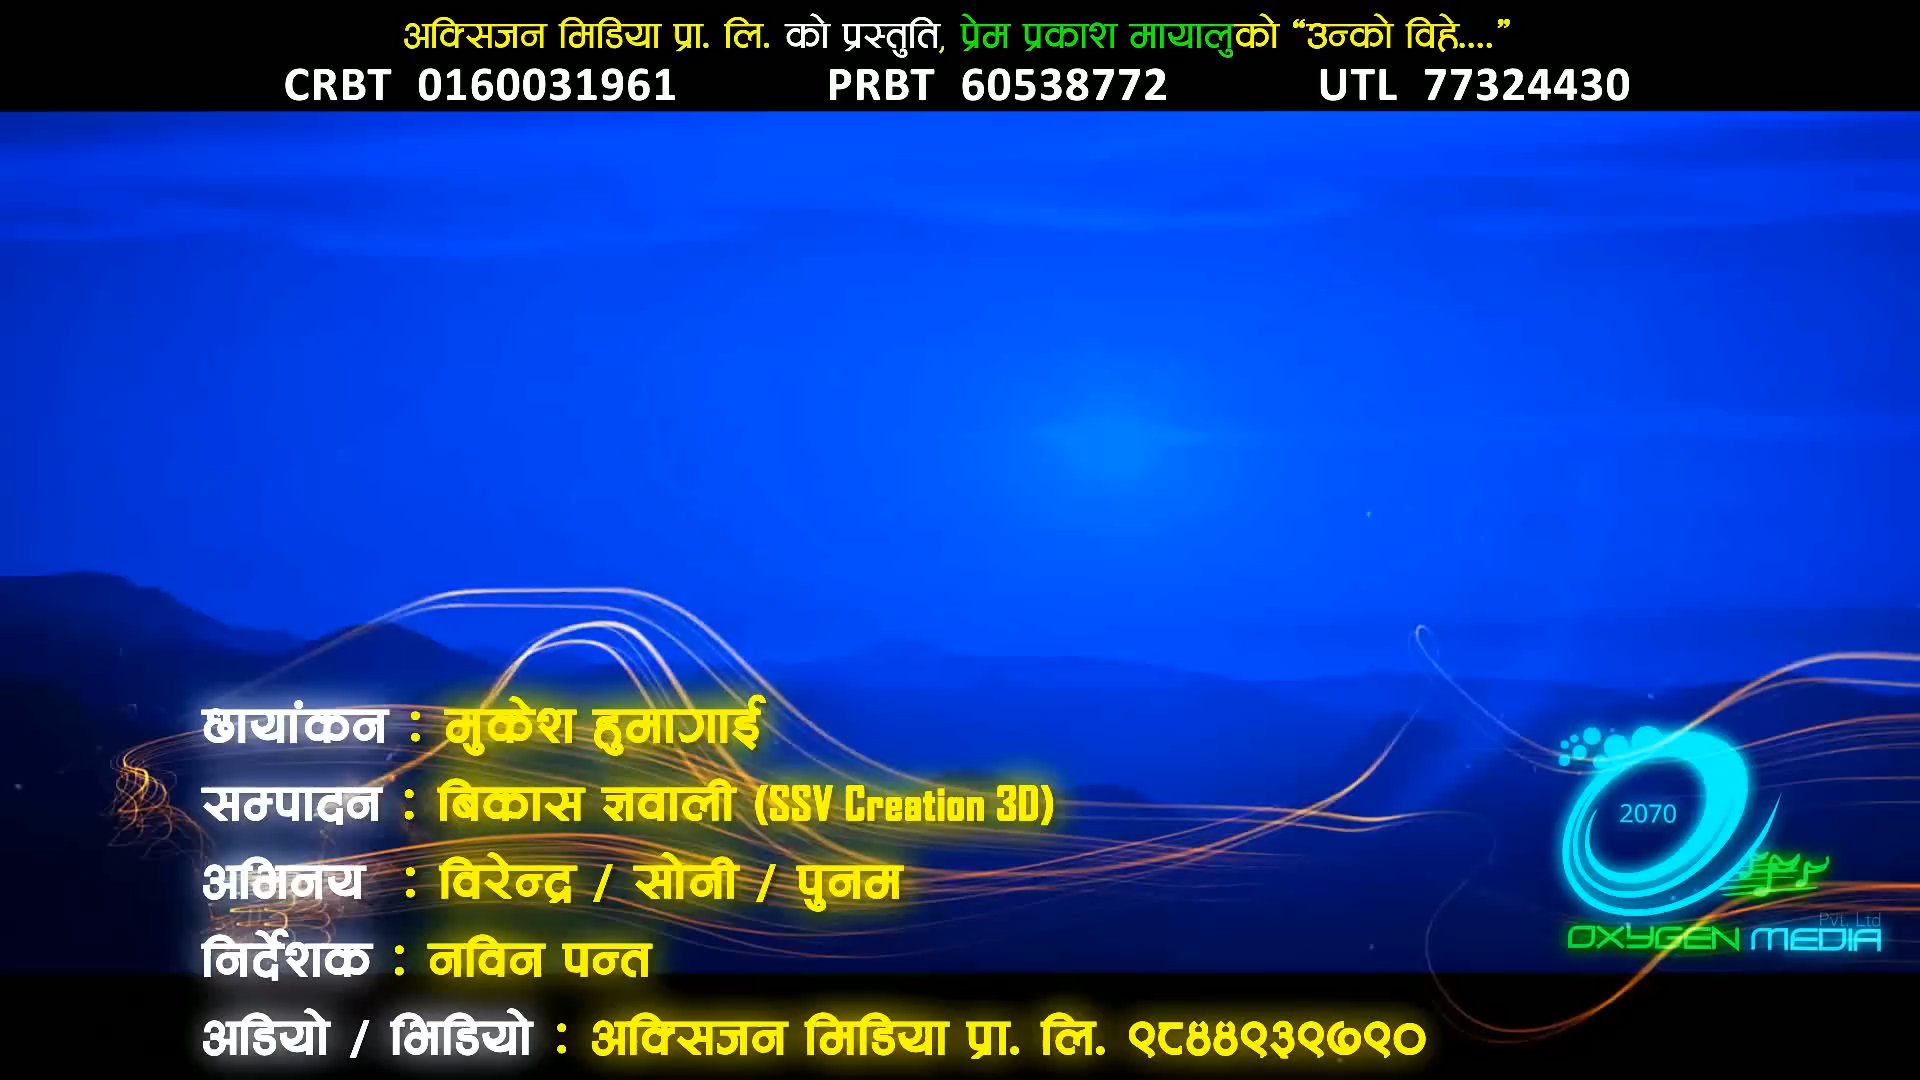 अक्सिजन मिडिया प्रा. लि. को प्रस्तुति, प्रेम प्रकाश मायालुको “उन्को विहे....”
CRBT 0160031961 PRBT 60538772 UTL 77324430
छायांकन : मुकेश हुमागाई
सम्पादन : बिकास ज्ञवाली (SSV Creation 3D)
अभिनय : विरेन्द्र / सोनी / पुनम
निर्देशक : नविन पन्त
अडियो / भिडियो : अक्सिजन मिडिया प्रा. लि. ९८४४९३९७९०
2070
Pvt. Ltd
OXYGEN MEDIA